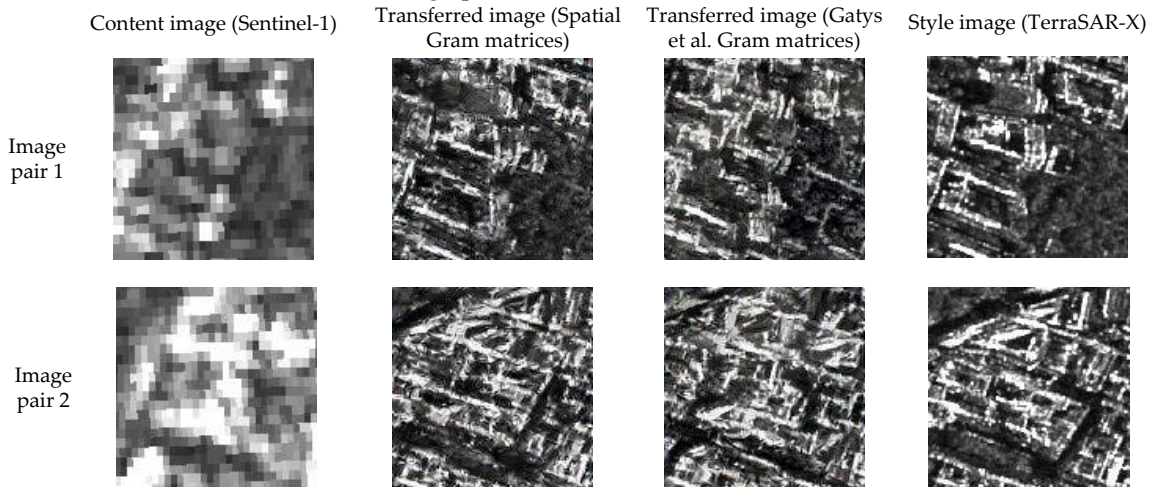 Content image (Sentinel-1)
Transferred image (Spatial
Gram matrices)
Transferred image (Gatys
et al. Gram matrices)
Style image (TerraSAR-X)
Image
pair 1
Image
pair 2